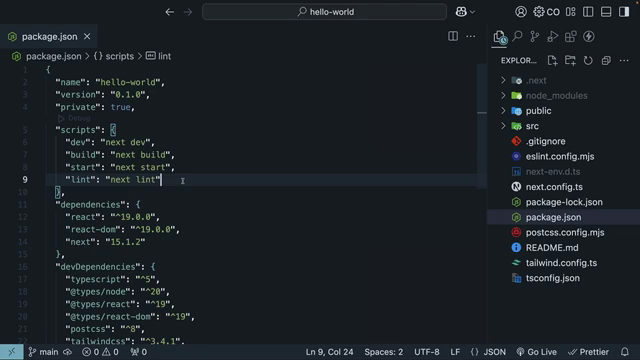 hello-world
CO
package.json
EXPLOR...
package.json > {} scripts > lint
1 {
2 "name": "hello-world",
3 "version": "0.1.0",
4 "private": true,
Debug
5 "scripts": {
6 "dev": "next dev",
7 "build": "next build",
8 "start": "next start",
9 "lint": "next lint"
10 },
11 "dependencies": {
12 "react": "^19.0.0",
13 "react-dom": "^19.0.0",
14 "next": "15.1.2"
15 },
16 "devDependencies": {
17 "typescript": "^5",
18 "@types/node": "^20",
19 "@types/react": "^19",
20 "@types/react-dom": "^19",
21 "postcss": "^8",
22 "tailwindcss": "^3.4.1",
.next
node_modules
public
src
.gitignore
eslint.config.mjs
next-env.d.ts
next.config.ts
package-lock.json
package.json
postcss.config.mjs
README.md
tailwind.config.ts
tsconfig.json
main
0 0
0
Ln 9, Col 24
Spaces: 2
UTF-8
LF
{} JSON
Go Live
Prettier